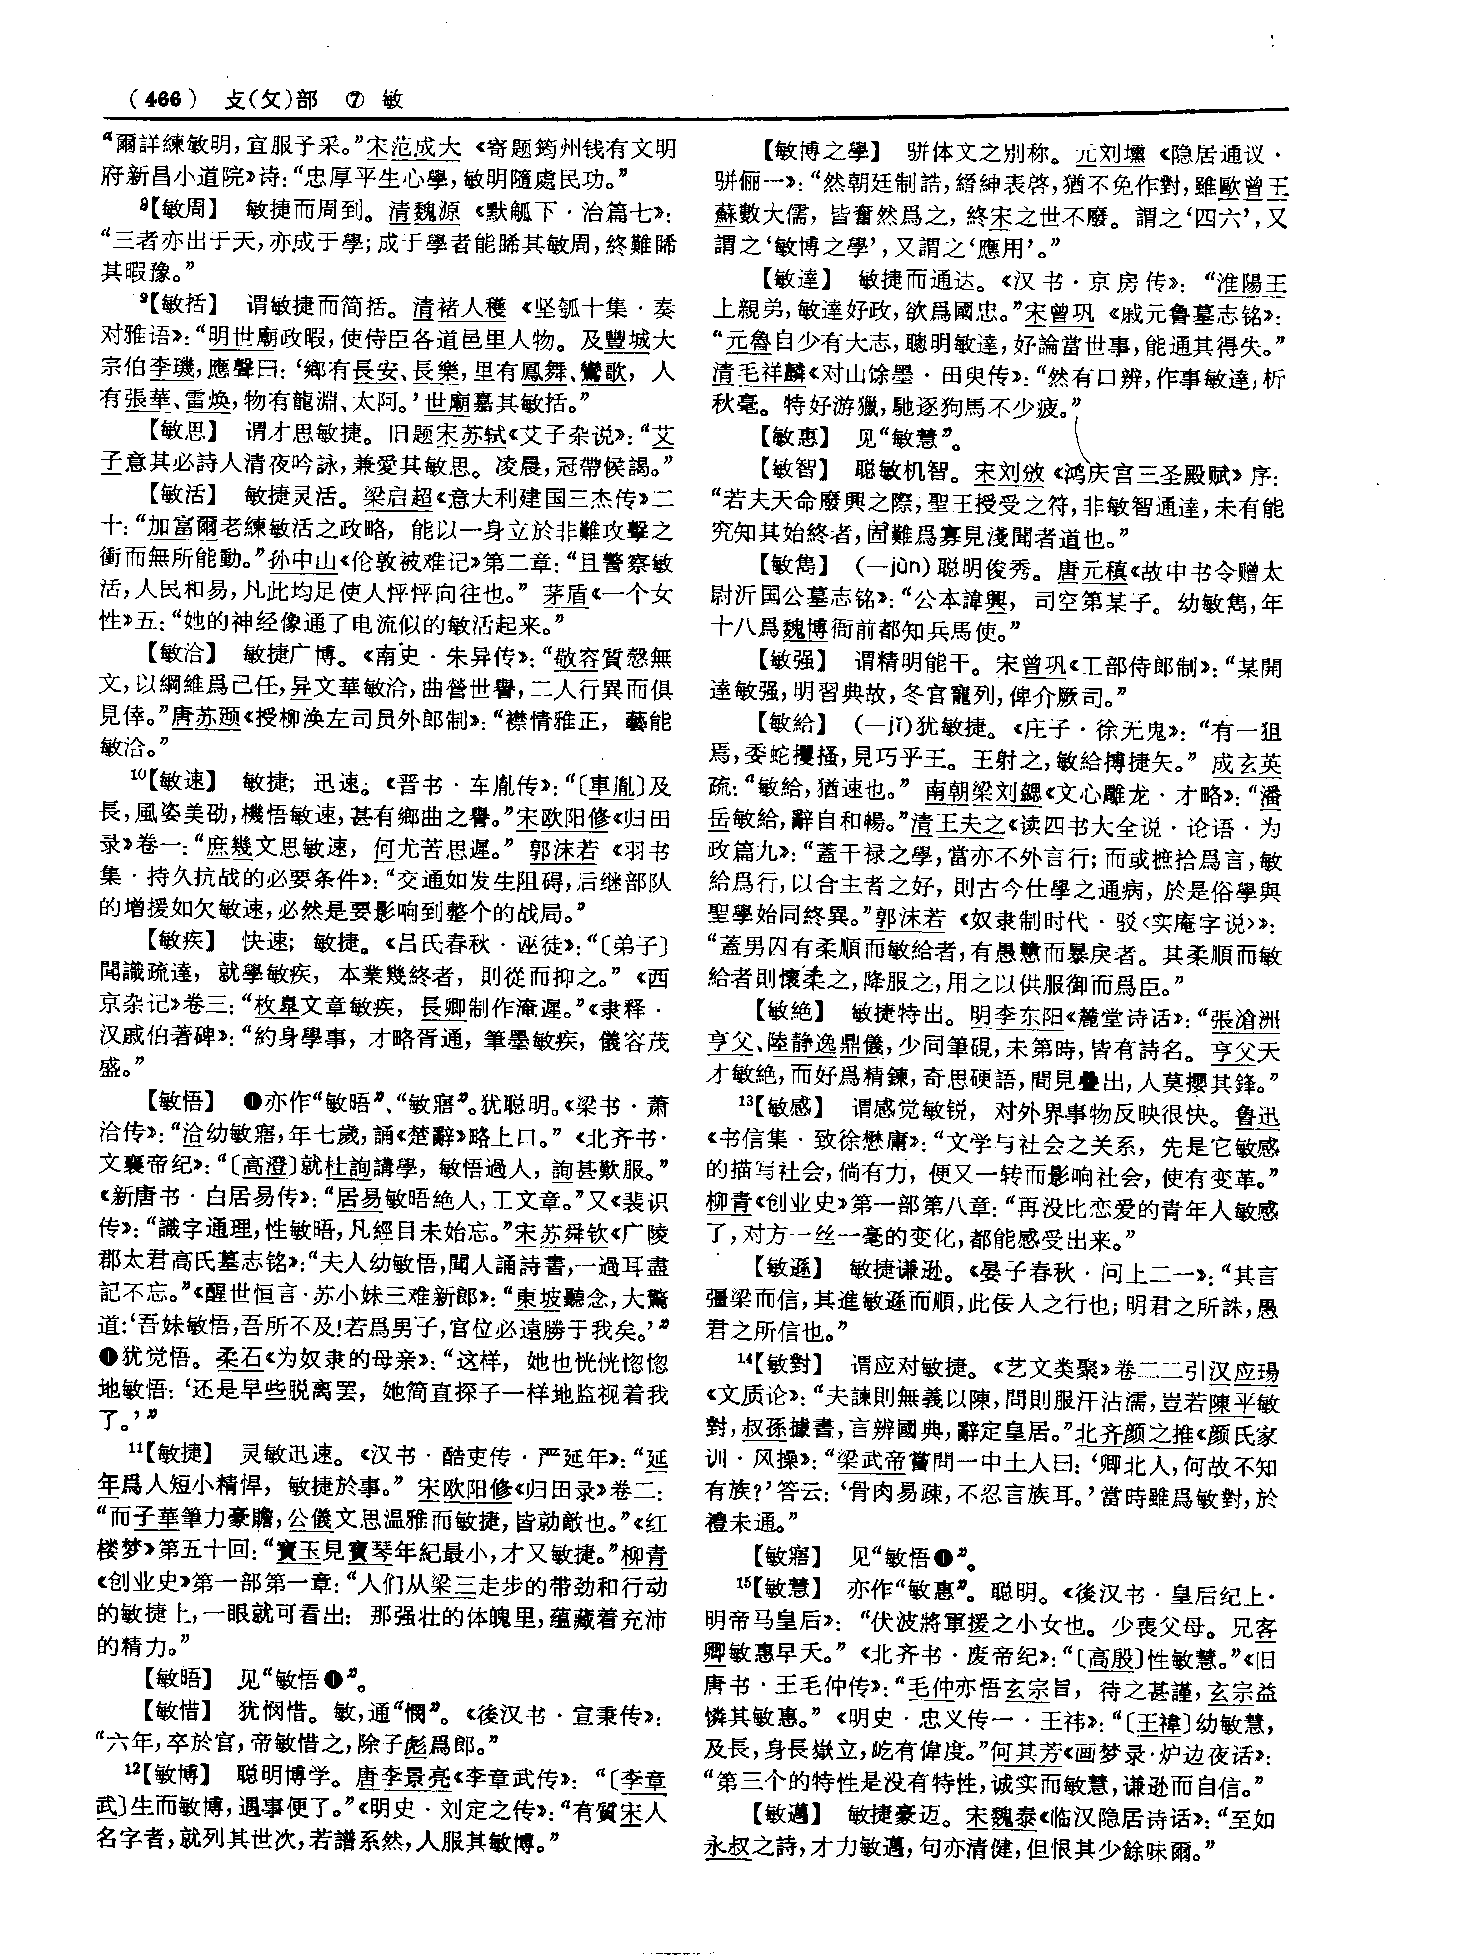 （466） 攴（攵）部 ⑦ 敏
“爾詳練敏明，宜服予采。”宋范成大《寄题筠州钱有文明
府新昌小道院》诗：“忠厚平生心學，敏明隨處民功。”
8【敏周】 敏捷而周到。清魏源《默觚下·治篇七》：
“三者亦出于天，亦成于學；成于學者能睎其敏周，終難睎
其暇豫。”
9【敏括】 谓敏捷而简括。清褚人穫《坚瓠十集·奏
对雅语》：“明世廟政暇，使侍臣各道邑里人物。及豐城大
宗伯李璣，應聲曰：‘鄉有長安、長樂，里有鳳舞、鸞歌，人
有張華、雷焕，物有龍淵、太阿。’世廟嘉其敏括。”
【敏思】 谓才思敏捷。旧题宋苏轼《艾子杂说》：“艾
子意其必詩人清夜吟詠，兼愛其敏思。凌晨，冠帶候謁。”
【敏活】 敏捷灵活。梁启超《意大利建国三杰传》二
十：“加富爾老練敏活之政略，能以一身立於非難攻擊之
衝而無所能動。”孙中山《伦敦被难记》第二章：“且警察敏
活，人民和易，凡此均足使人怦怦向往也。”茅盾《一个女
性》五：“她的神经像通了电流似的敏活起来。”
【敏洽】 敏捷广博。《南史·朱异传》：“敬容質慤無
文，以綱維爲己任，异文華敏洽，曲營世譽，二人行異而俱
見倖。”唐苏颋《授柳涣左司员外郎制》：“襟情雅正，藝能
敏洽。”
10【敏速】 敏捷；迅速。《晋书·车胤传》：“〔車胤〕及
長，風姿美劭，機悟敏速，甚有鄉曲之譽。”宋欧阳修《归田
录》卷一：“庶幾文思敏速，何尤苦思遲。”郭沫若《羽书
集·持久抗战的必要条件》：“交通如发生阻碍，后继部队
的增援如欠敏速，必然是要影响到整个的战局。”
【敏疾】 快速；敏捷。《吕氏春秋·诬徒》：“〔弟子〕
聞識疏達，就學敏疾，本業幾終者，則從而抑之。”《西
京杂记》卷三：“枚皋文章敏疾，長卿制作淹遲。”《隶释·
汉戚伯著碑》：“約身學事，才略胥通，筆墨敏疾，儀容茂
盛。”
【敏悟】 ❶亦作“敏晤”、“敏寤”。犹聪明。《梁书·萧
洽传》：“洽幼敏寤，年七歲，誦《楚辭》略上口。”《北齐书·
文襄帝纪》：“〔高澄〕就杜詢講學，敏悟過人，詢甚歎服。”
《新唐书·白居易传》：“居易敏晤絶人，工文章。”又《裴识
传》：“識字通理，性敏晤，凡經目未始忘。”宋苏舜钦《广陵
郡太君高氏墓志铭》：“夫人幼敏悟，聞人誦詩書，一過耳盡
記不忘。”《醒世恒言·苏小妹三难新郎》：“東坡聽念，大驚
道：‘吾妹敏悟，吾所不及！若爲男子，官位必遠勝于我矣。’”
❶犹觉悟。柔石《为奴隶的母亲》：“这样，她也恍恍惚惚
地敏悟：‘还是早些脱离罢，她简直探子一样地监视着我
了。’”
11【敏捷】 灵敏迅速。《汉书·酷吏传·严延年》：“延
年爲人短小精悍，敏捷於事。”宋欧阳修《归田录》卷二：
“而子華筆力豪贍，公儀文思温雅而敏捷，皆勍敵也。”《红
楼梦》第五十回：“寶玉見寶琴年紀最小，才又敏捷。”柳青
《创业史》第一部第一章：“人们从梁三走步的带劲和行动
的敏捷上，一眼就可看出：那强壮的体魄里，蕴藏着充沛
的精力。”
【敏晤】 见“敏悟❶”。
【敏惜】 犹悯惜。敏，通“憫”。《後汉书·宣秉传》：
“六年，卒於官，帝敏惜之，除子彪爲郎。”
12【敏博】 聪明博学。唐李景亮《李章武传》：“〔李章
武〕生而敏博，遇事便了。”《明史·刘定之传》：“有質宋人
名字者，就列其世次，若譜系然，人服其敏博。”
【敏博之學】 骈体文之别称。元刘壎《隐居通议·
骈俪一》：“然朝廷制誥，縉紳表啓，猶不免作對，雖歐曾王
蘇數大儒，皆奮然爲之，終宋之世不廢。謂之‘四六’，又
謂之‘敏博之學’，又謂之‘應用’。”
【敏達】 敏捷而通达。《汉书·京房传》：“淮陽王
上親弟，敏達好政，欲爲國忠。”宋曾巩《戚元鲁墓志铭》：
“元魯自少有大志，聰明敏達，好論當世事，能通其得失。”
清毛祥麟《对山馀墨·田臾传》：“然有口辨，作事敏達，析
秋毫。特好游獵，馳逐狗馬不少疲。”
【敏惠】 见“敏慧”。
【敏智】 聪敏机智。宋刘攽《鸿庆宫三圣殿赋》序：
“若夫天命廢興之際，聖王授受之符，非敏智通達，未有能
究知其始終者，固難爲寡見淺聞者道也。”
【敏雋】 （—jùn）聪明俊秀。唐元稹《故中书令赠太
尉沂国公墓志铭》：“公本諱興，司空第某子。幼敏雋，年
十八爲魏博衙前都知兵馬使。”
【敏强】 谓精明能干。宋曾巩《工部侍郎制》：“某開
達敏强，明習典故，冬官寵列，俾介厥司。”
【敏給】 （—jǐ）犹敏捷。《庄子·徐无鬼》：“有一狙
焉，委蛇攫搔，見巧乎王。王射之，敏給搏捷矢。”成玄英
疏：“敏給，猶速也。”南朝梁刘勰《文心雕龙·才略》：“潘
岳敏給，辭自和暢。”清王夫之《读四书大全说·论语·为
政篇九》：“蓋干禄之學，當亦不外言行；而或摭拾爲言，敏
給爲行，以合主者之好，則古今仕學之通病，於是俗學與
聖學始同終異。”郭沫若《奴隶制时代·驳〈实庵字说〉》：
“蓋男囚有柔順而敏給者，有愚戆而暴戾者。其柔順而敏
給者則懷柔之，降服之，用之以供服御而爲臣。”
【敏絶】 敏捷特出。明李东阳《麓堂诗话》：“張滄洲
亨父、陸静逸鼎儀，少同筆硯，未第時，皆有詩名。亨父天
才敏絶，而好爲精鍊，奇思硬語，間見疊出，人莫攖其鋒。”
13【敏感】 谓感觉敏锐，对外界事物反映很快。鲁迅
《书信集·致徐懋庸》：“文学与社会之关系，先是它敏感
的描写社会，倘有力，便又一转而影响社会，使有变革。”
柳青《创业史》第一部第八章：“再没比恋爱的青年人敏感
了，对方一丝一毫的变化，都能感受出来。”
【敏遜】 敏捷谦逊。《晏子春秋·问上二一》：“其言
彊梁而信，其進敏遜而順，此佞人之行也；明君之所誅，愚
君之所信也。”
14【敏對】 谓应对敏捷。《艺文类聚》卷二二引汉应瑒
《文质论》：“夫諫則無義以陳，問則服汗沾濡，豈若陳平敏
對，叔孫據書，言辨國典，辭定皇居。”北齐颜之推《颜氏家
训·风操》：“梁武帝嘗問一中土人曰：‘卿北人，何故不知
有族？’答云：‘骨肉易疎，不忍言族耳。’當時雖爲敏對，於
禮未通。”
【敏寤】 见“敏悟❶”。
15【敏慧】 亦作“敏惠”。聪明。《後汉书·皇后纪上·
明帝马皇后》：“伏波將軍援之小女也。少喪父母。兄客
卿敏惠早夭。”《北齐书·废帝纪》：“〔高殷〕性敏慧。”《旧
唐书·王毛仲传》：“毛仲亦悟玄宗旨，待之甚謹，玄宗益
憐其敏惠。”《明史·忠义传一·王祎》：“〔王禕〕幼敏慧，
及長，身長嶽立，屹有偉度。”何其芳《画梦录·炉边夜话》：
“第三个的特性是没有特性，诚实而敏慧，谦逊而自信。”
【敏邁】 敏捷豪迈。宋魏泰《临汉隐居诗话》：“至如
永叔之詩，才力敏邁，句亦清健，但恨其少餘味爾。”